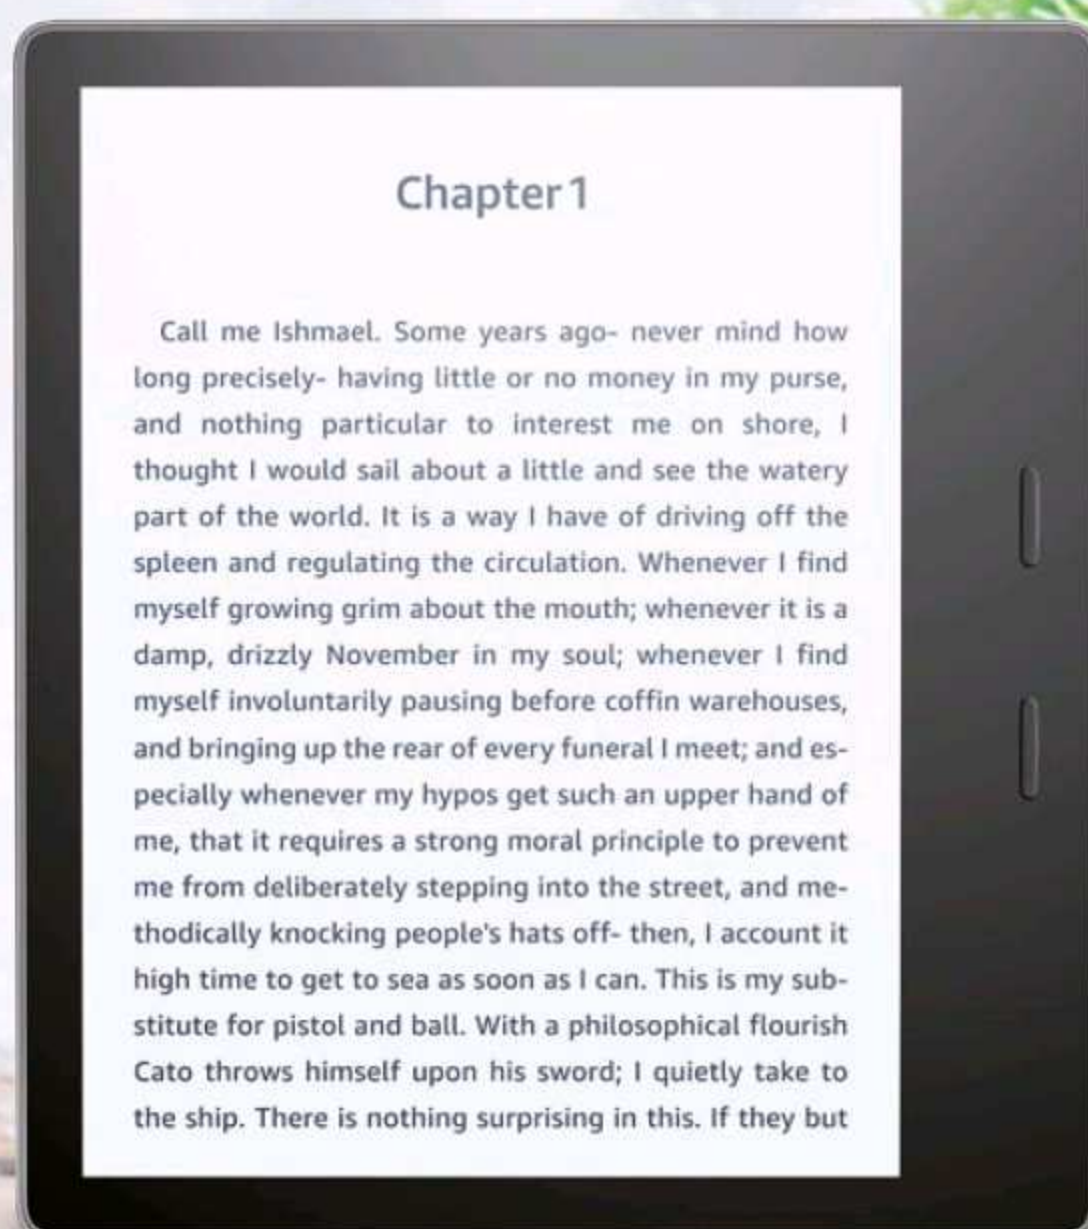 Chapter 1
Call me Ishmael. Some years ago- never mind how
long precisely- having little or no money in my purse,
and nothing particular to interest me on shore, I
thought I would sail about a little and see the watery
part of the world. It is a way I have of driving off the
spleen and regulating the circulation. Whenever I find
myself growing grim about the mouth; whenever it is a
damp, drizzly November in my soul; whenever I find
myself involuntarily pausing before coffin warehouses,
and bringing up the rear of every funeral I meet; and es-
pecially whenever my hypos get such an upper hand of
me, that it requires a strong moral principle to prevent
me from deliberately stepping into the street, and me-
thodically knocking people's hats off- then, I account it
high time to get to sea as soon as I can. This is my sub-
stitute for pistol and ball. With a philosophical flourish
Cato throws himself upon his sword; I quietly take to
the ship. There is nothing surprising in this. If they but